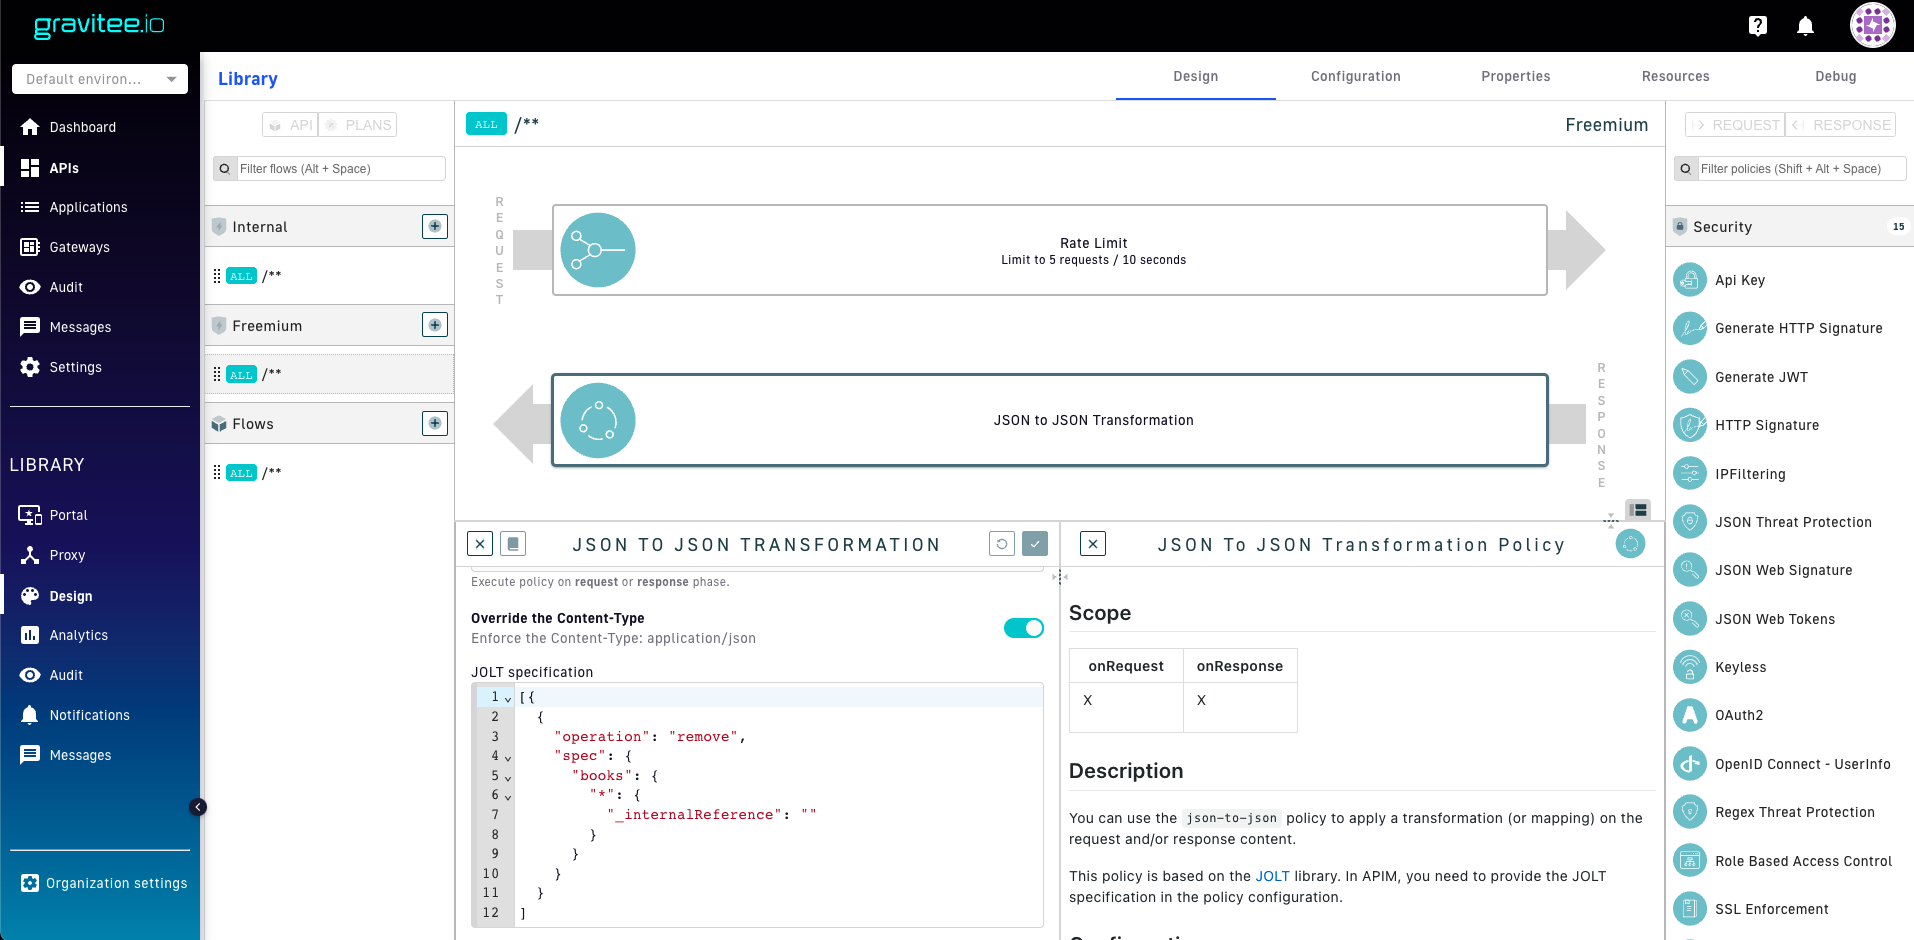 gravitee.io
Default environ...
Dashboard
APIs
Applications
Gateways
Audit
Messages
Settings
LIBRARY
Portal
Proxy
Design
Analytics
Audit
Notifications
Messages
Organization settings
Library
Design
Configuration
Properties
Resources
Debug
API
PLANS
Filter flows (Alt + Space)
Internal
ALL /**
Freemium
ALL /**
Flows
ALL /**
ALL /**
Freemium
REQUEST
Rate Limit
Limit to 5 requests / 10 seconds
JSON to JSON Transformation
RESPONSE
JSON TO JSON TRANSFORMATION
Execute policy on request or response phase.
Override the Content-Type
Enforce the Content-Type: application/json
JOLT specification
1 [{
2 {
3 "operation": "remove",
4 "spec": {
5 "books": {
6 "*": {
7 "_internalReference": ""
8 }
9 }
10 }
11 }
12 ]
JSON To JSON Transformation Policy
Scope
onRequest onResponse
X X
Description
You can use the json-to-json policy to apply a transformation (or mapping) on the
request and/or response content.
This policy is based on the JOLT library. In APIM, you need to provide the JOLT
specification in the policy configuration.
REQUEST
RESPONSE
Filter policies (Shift + Alt + Space)
Security 15
Api Key
Generate HTTP Signature
Generate JWT
HTTP Signature
IPFiltering
JSON Threat Protection
JSON Web Signature
JSON Web Tokens
Keyless
OAuth2
OpenID Connect - UserInfo
Regex Threat Protection
Role Based Access Control
SSL Enforcement